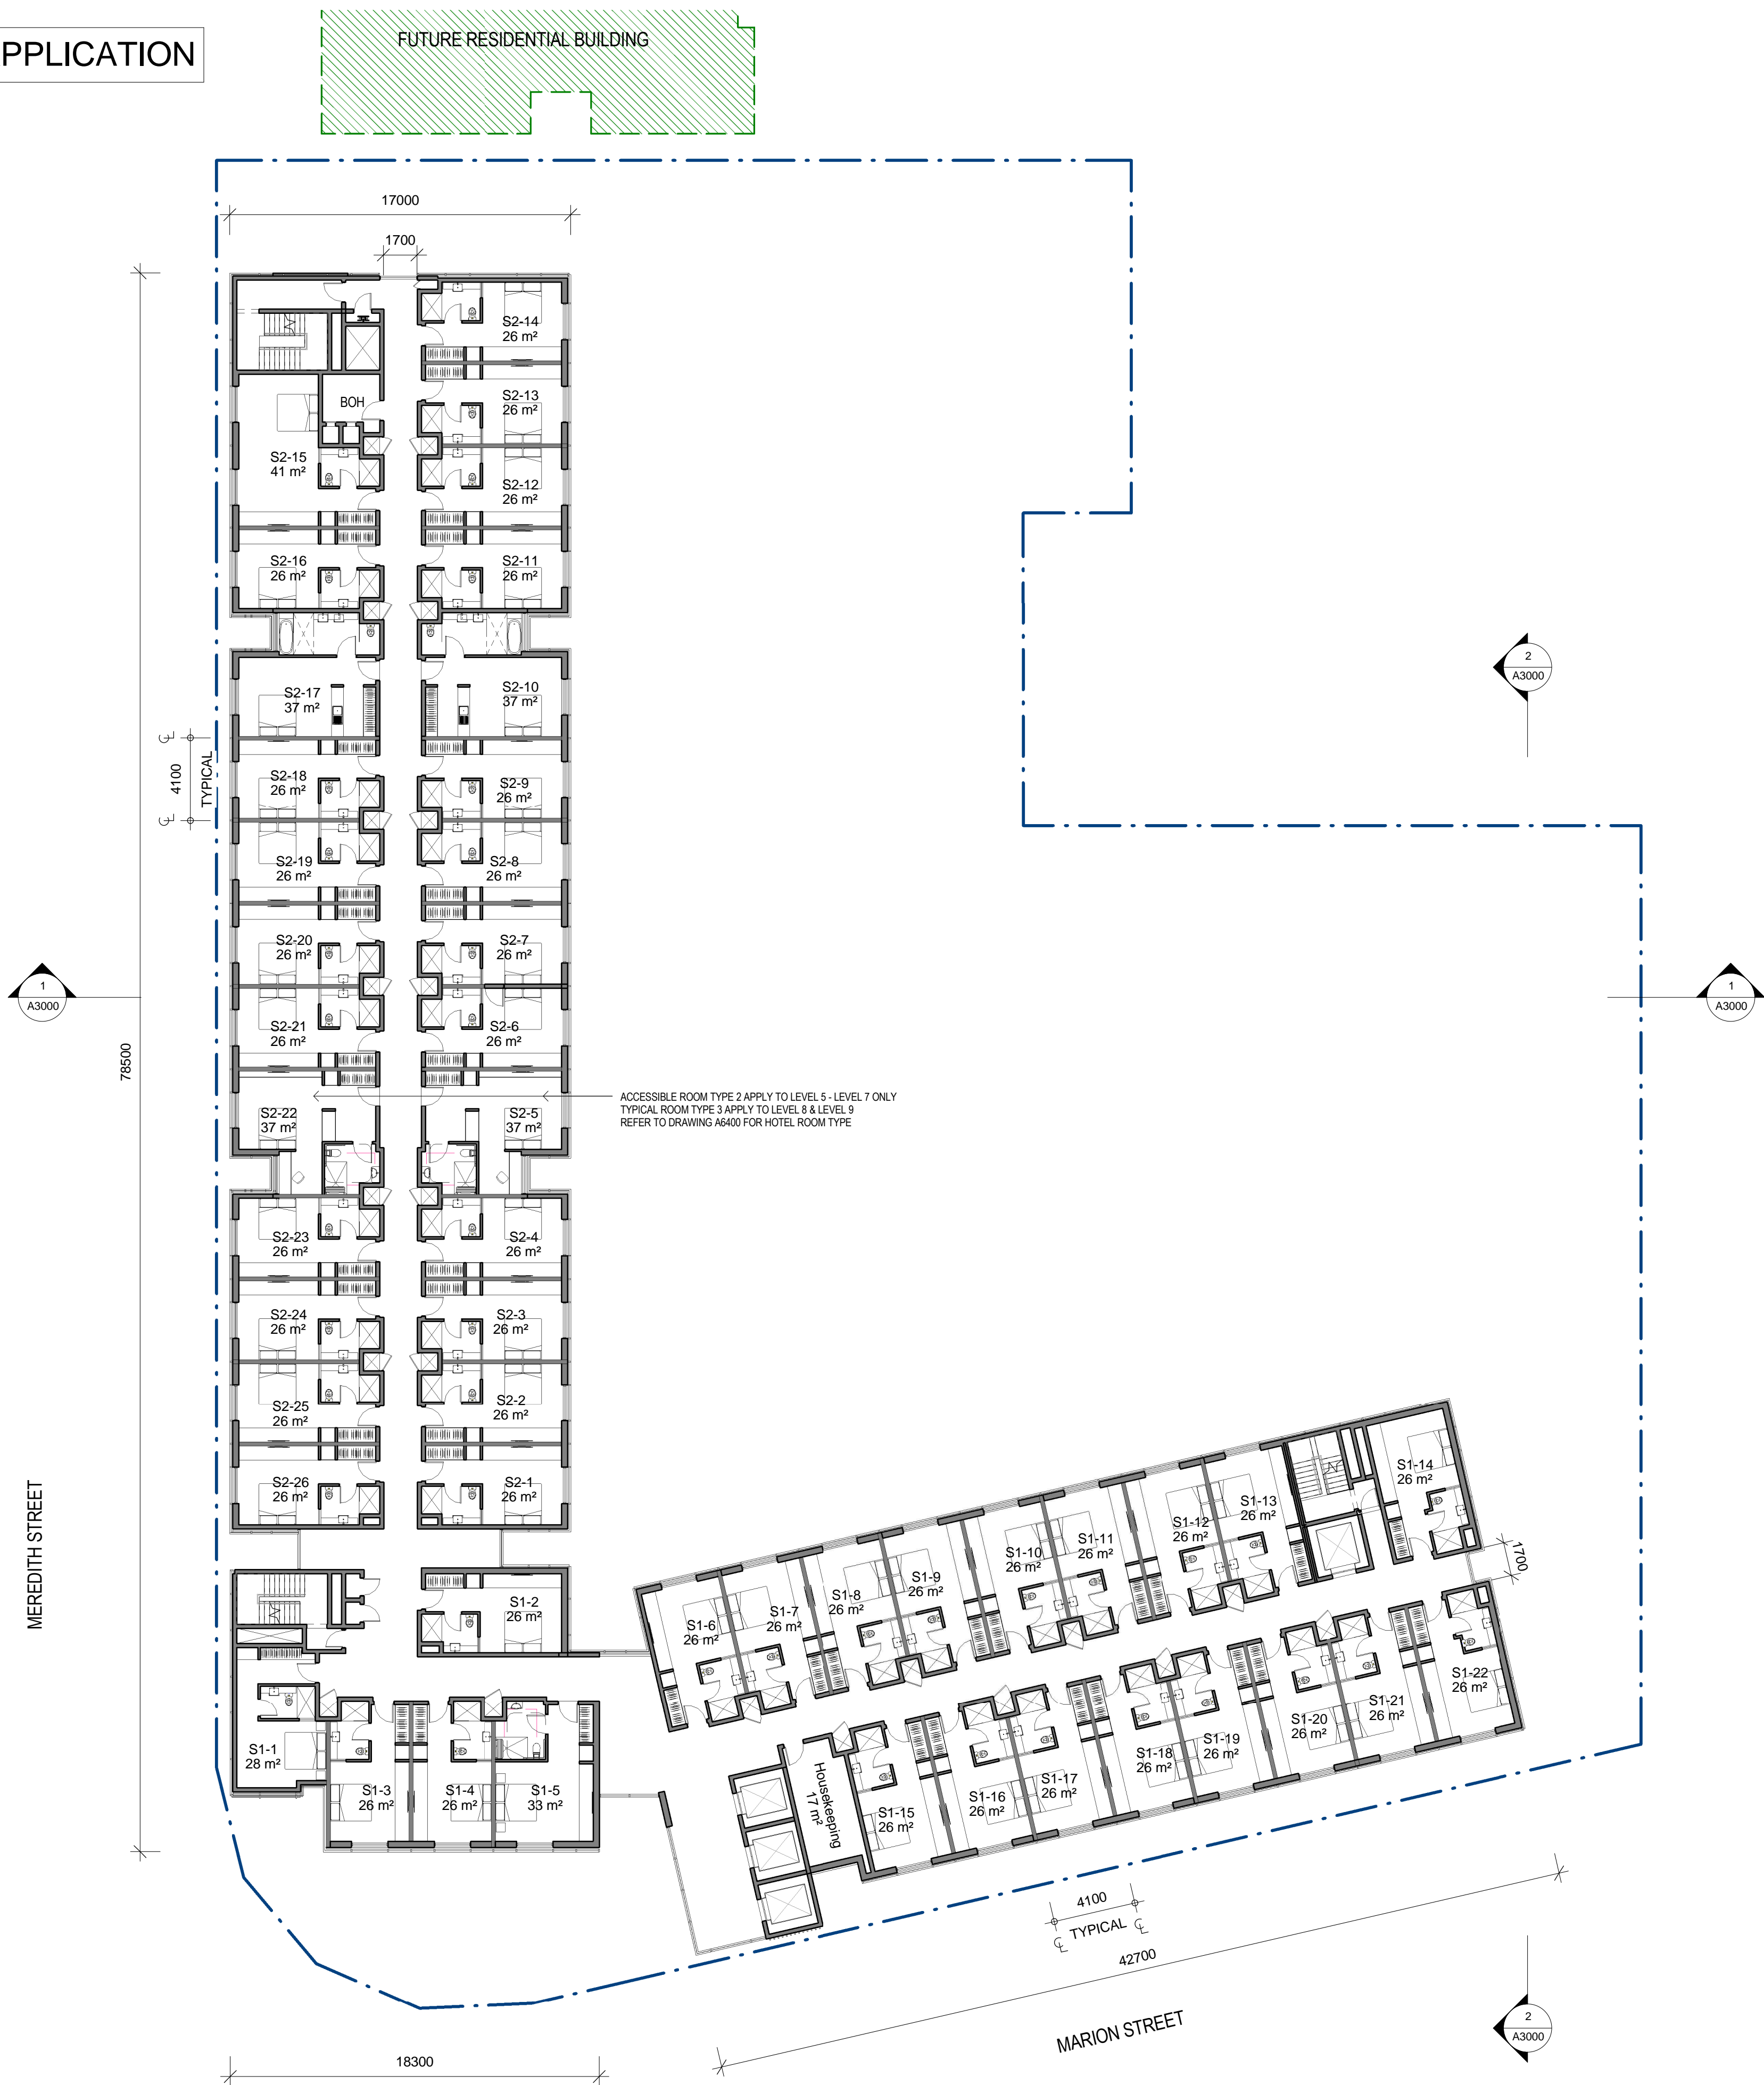 PPLICATION
FUTURE RESIDENTIAL BUILDING
17000
1700
S2-14
26 m²
S2-13
26 m²
BOH
S2-15
41 m²
S2-12
26 m²
S2-16
26 m²
S2-11
26 m²
2
A3000
S2-17
37 m²
S2-10
37 m²
4100
TYPICAL
S2-18
26 m²
S2-9
26 m²
S2-19
26 m²
S2-8
26 m²
S2-20
26 m²
S2-7
26 m²
1
A3000
1
A3000
S2-21
26 m²
S2-6
26 m²
78500
ACCESSIBLE ROOM TYPE 2 APPLY TO LEVEL 5 - LEVEL 7 ONLY
TYPICAL ROOM TYPE 3 APPLY TO LEVEL 8 & LEVEL 9
REFER TO DRAWING A6400 FOR HOTEL ROOM TYPE
S2-22
37 m²
S2-5
37 m²
S2-23
26 m²
S2-4
26 m²
S2-24
26 m²
S2-3
26 m²
S2-25
26 m²
S2-2
26 m²
S2-26
26 m²
S2-1
26 m²
MEREDITH STREET
S1-14
26 m²
S1-13
26 m²
S1-12
26 m²
S1-11
26 m²
S1-10
26 m²
S1-9
26 m²
S1-8
26 m²
S1-7
26 m²
S1-6
26 m²
1700
S1-2
26 m²
S1-1
28 m²
S1-3
26 m²
S1-4
26 m²
S1-5
33 m²
Housekeeping
17 m²
S1-15
26 m²
S1-16
26 m²
S1-17
26 m²
S1-18
26 m²
S1-19
26 m²
S1-20
26 m²
S1-21
26 m²
S1-22
26 m²
4100
TYPICAL
42700
MARION STREET
2
A3000
18300